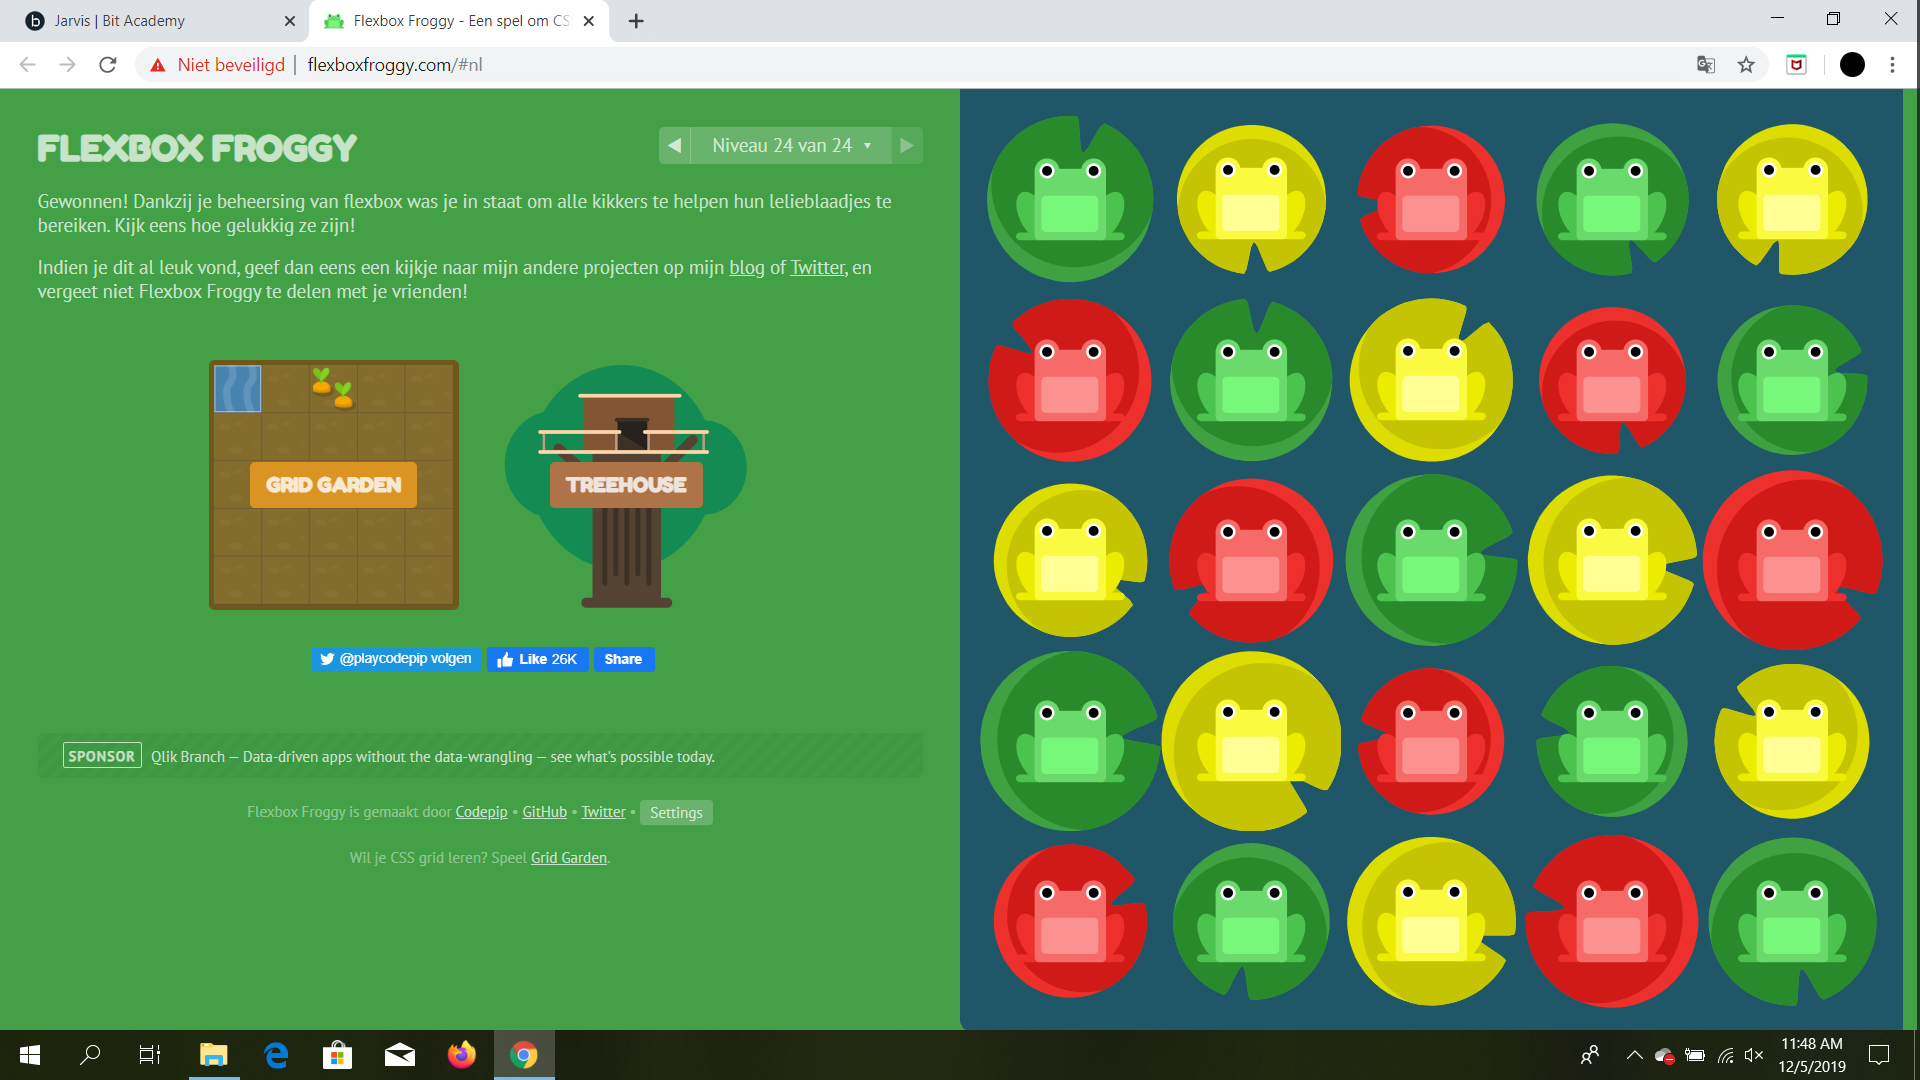 Jarvis | Bit Academy
Flexbox Froggy - Een spel om CS
Niet beveiligd | flexboxfroggy.com/#nl
FLEXBOX FROGGY
Niveau 24 van 24
Gewonnen! Dankzij je beheersing van flexbox was je in staat om alle kikkers te helpen hun lelieblaadjes te
bereiken. Kijk eens hoe gelukkig ze zijn!
Indien je dit al leuk vond, geef dan eens een kijkje naar mijn andere projecten op mijn blog of Twitter, en
vergeet niet Flexbox Froggy te delen met je vrienden!
GRID GARDEN
TREEHOUSE
@playcodepip volgen
Like 26K
Share
SPONSOR Qlik Branch — Data-driven apps without the data-wrangling — see what's possible today.
Flexbox Froggy is gemaakt door Codepip • GitHub • Twitter • Settings
Wil je CSS grid leren? Speel Grid Garden.
11:48 AM
12/5/2019